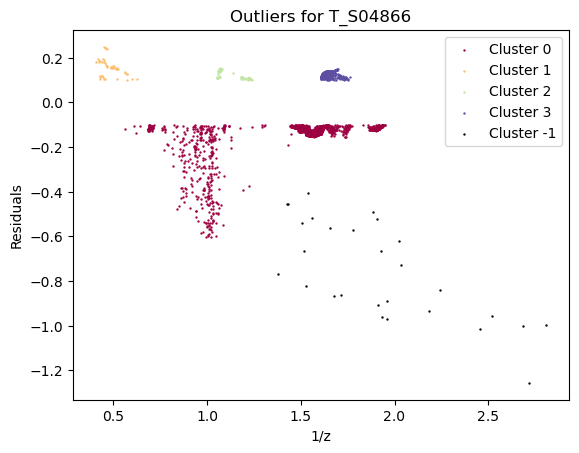 Outliers for T_S04866
Cluster 0
Cluster 1
Cluster 2
Cluster 3
Cluster -1
Residuals
0.2
0.0
−0.2
−0.4
−0.6
−0.8
−1.0
−1.2
0.5 1.0 1.5 2.0 2.5
1/z